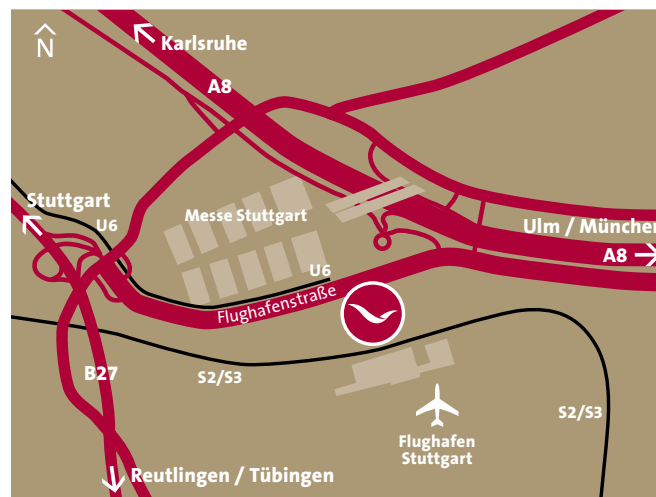 N
Karlsruhe
A8
Stuttgart
U6
Messe Stuttgart
Ulm / München
A8
U6
Flughafenstraße
B27
S2/S3
S2/S3
Flughafen
Stuttgart
Reutlingen / Tübingen